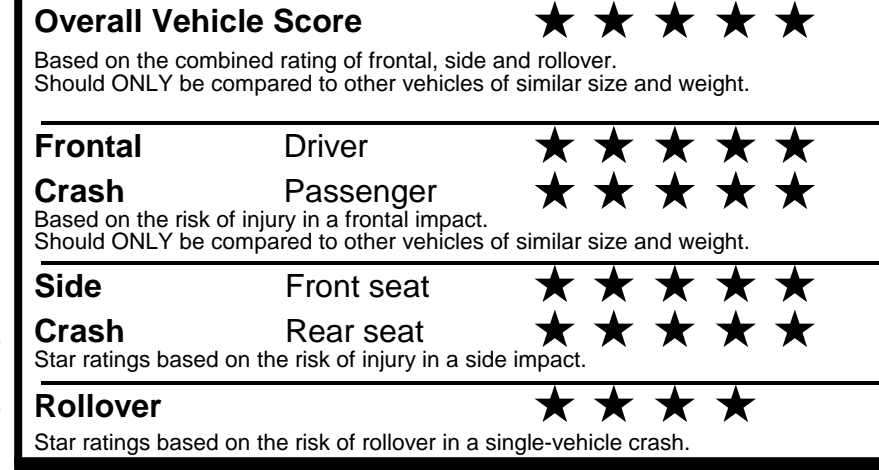 Overall Vehicle Score ★ ★ ★ ★ ★
Based on the combined rating of frontal, side and rollover.
Should ONLY be compared to other vehicles of similar size and weight.
Frontal Driver ★ ★ ★ ★ ★
Crash Passenger ★ ★ ★ ★ ★
Based on the risk of injury in a frontal impact.
Should ONLY be compared to other vehicles of similar size and weight.
Side Front seat ★ ★ ★ ★ ★
Crash Rear seat ★ ★ ★ ★ ★
Star ratings based on the risk of injury in a side impact.
Rollover ★ ★ ★ ★
Star ratings based on the risk of rollover in a single-vehicle crash.